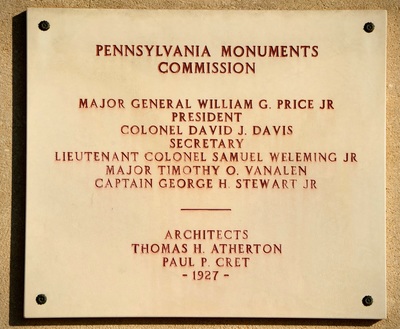 PENNSYLVANIA MONUMENTS
COMMISSION
MAJOR GENERAL WILLIAM G. PRICE JR
PRESIDENT
COLONEL DAVID J. DAVIS
SECRETARY
LIEUTENANT COLONEL SAMUEL W. FLEMING JR
MAJOR TIMOTHY O. VANALEN
CAPTAIN GEORGE H. STEWART JR
ARCHITECTS
THOMAS H. ATHERTON
PAUL P. CRET
- 1927 -